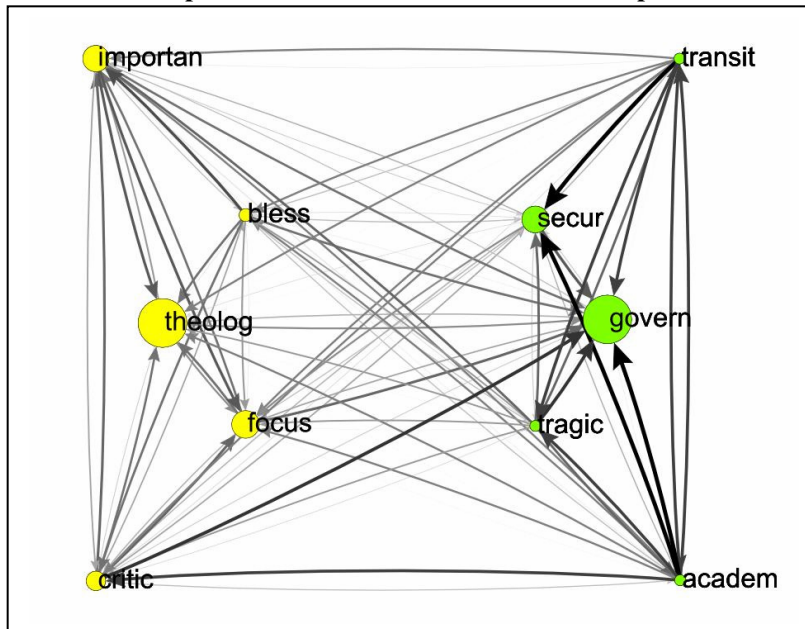 importan
transit
bless
secur
theolog
govern
focus
tragic
critic
academ